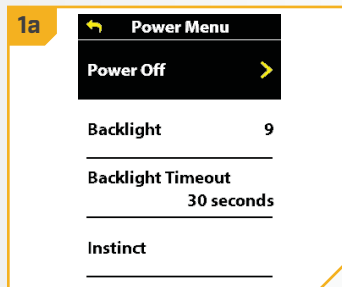 1a
Power Menu
Power Off
Backlight 9
Backlight Timeout
30 seconds
Instinct